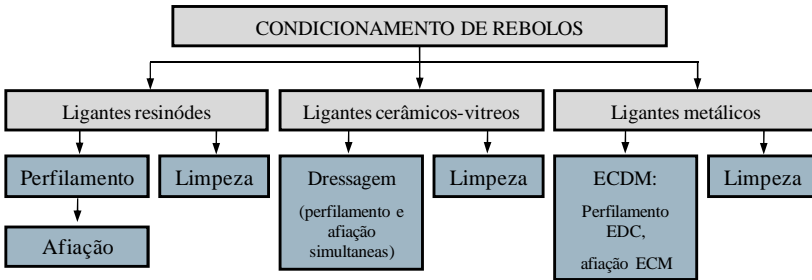 CONDICIONAMENTO DE REBOLOS
Ligantes resinódes
Ligantes cerâmicos-vitreos
Ligantes metálicos
Perfilamento
Limpeza
Dressagem
(perfilamento e
afiação
simultaneas)
Limpeza
ECDM:
Perfilamento
EDC,
afiação ECM
Limpeza
Afiação